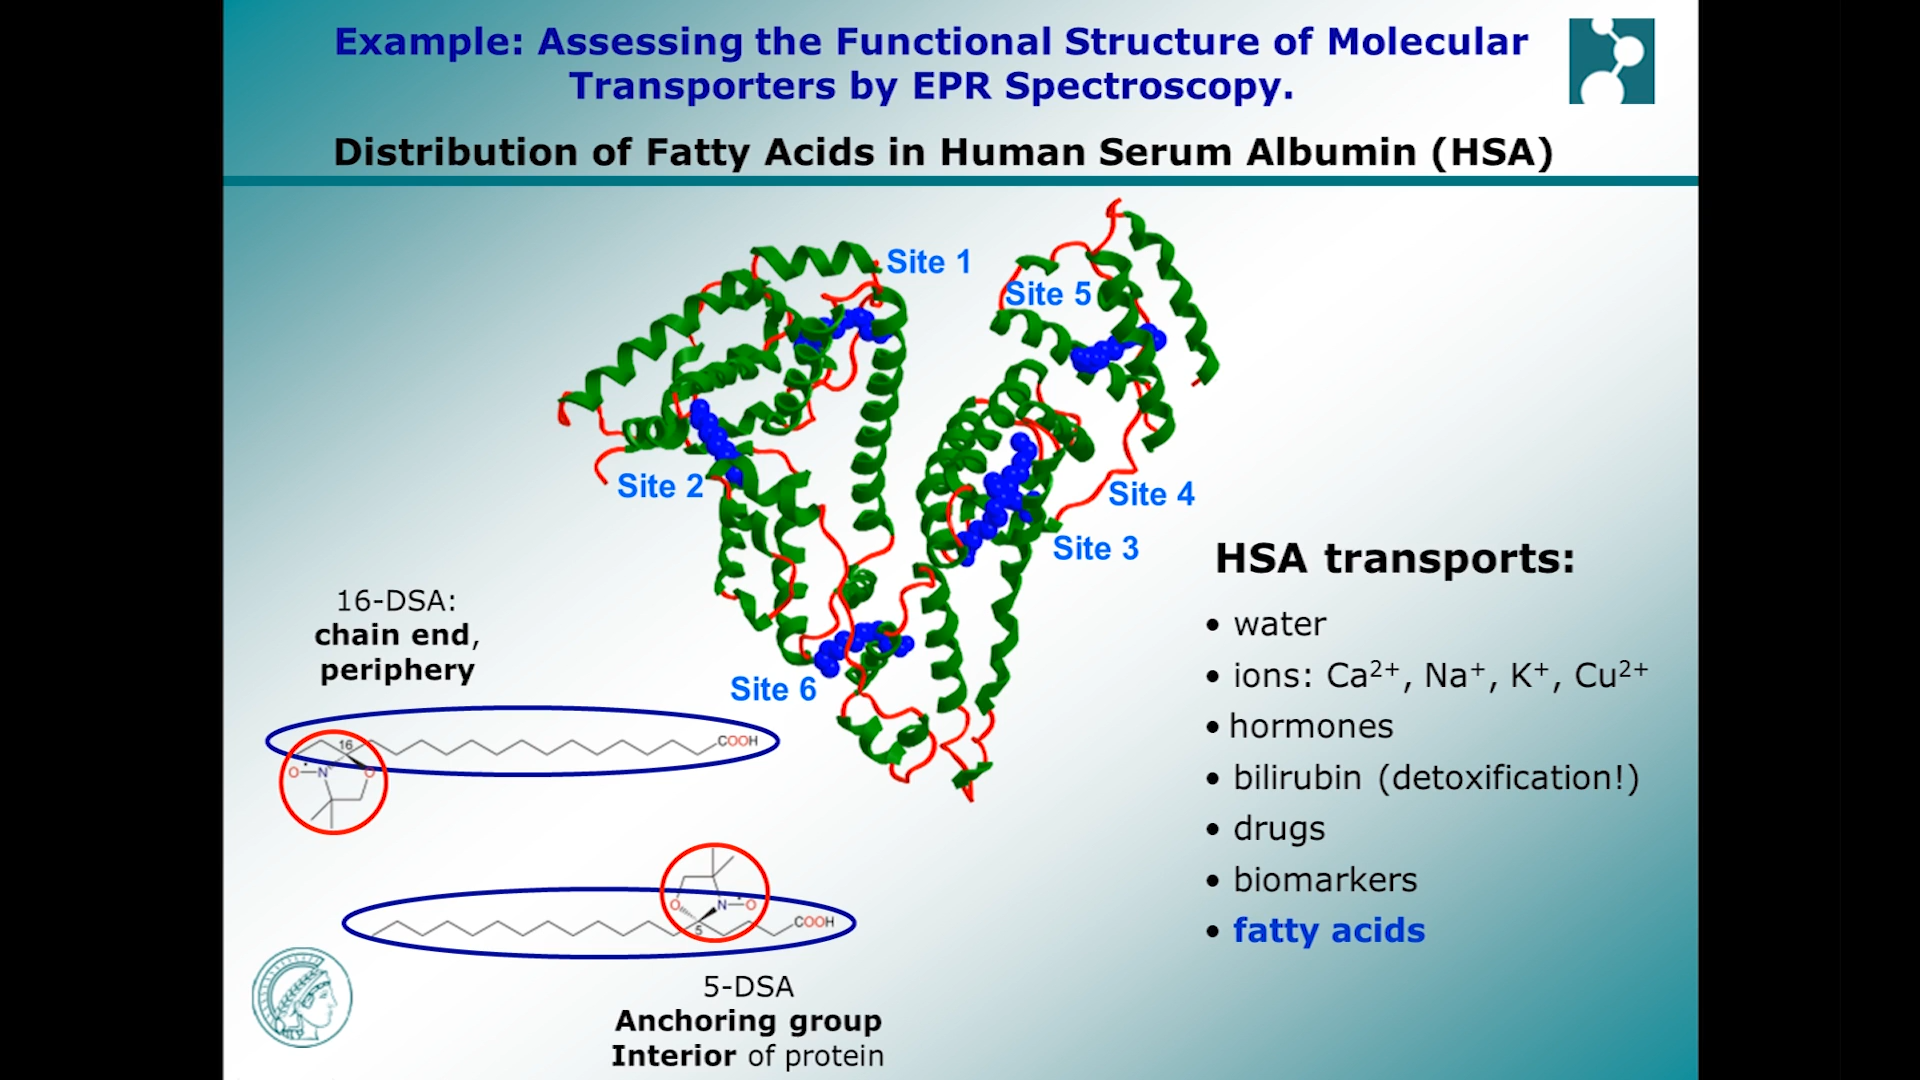 Example: Assessing the Functional Structure of Molecular
Transporters by EPR Spectroscopy.
Distribution of Fatty Acids in Human Serum Albumin (HSA)
Site 1
Site 5
Site 2
Site 4
Site 3
Site 6
16-DSA:
chain end,
periphery
16
COOH
O
N
O
O
N
O
5
COOH
5-DSA
Anchoring group
Interior of protein
HSA transports:
• water
• ions: Ca²⁺, Na⁺, K⁺, Cu²⁺
• hormones
• bilirubin (detoxification!)
• drugs
• biomarkers
• fatty acids